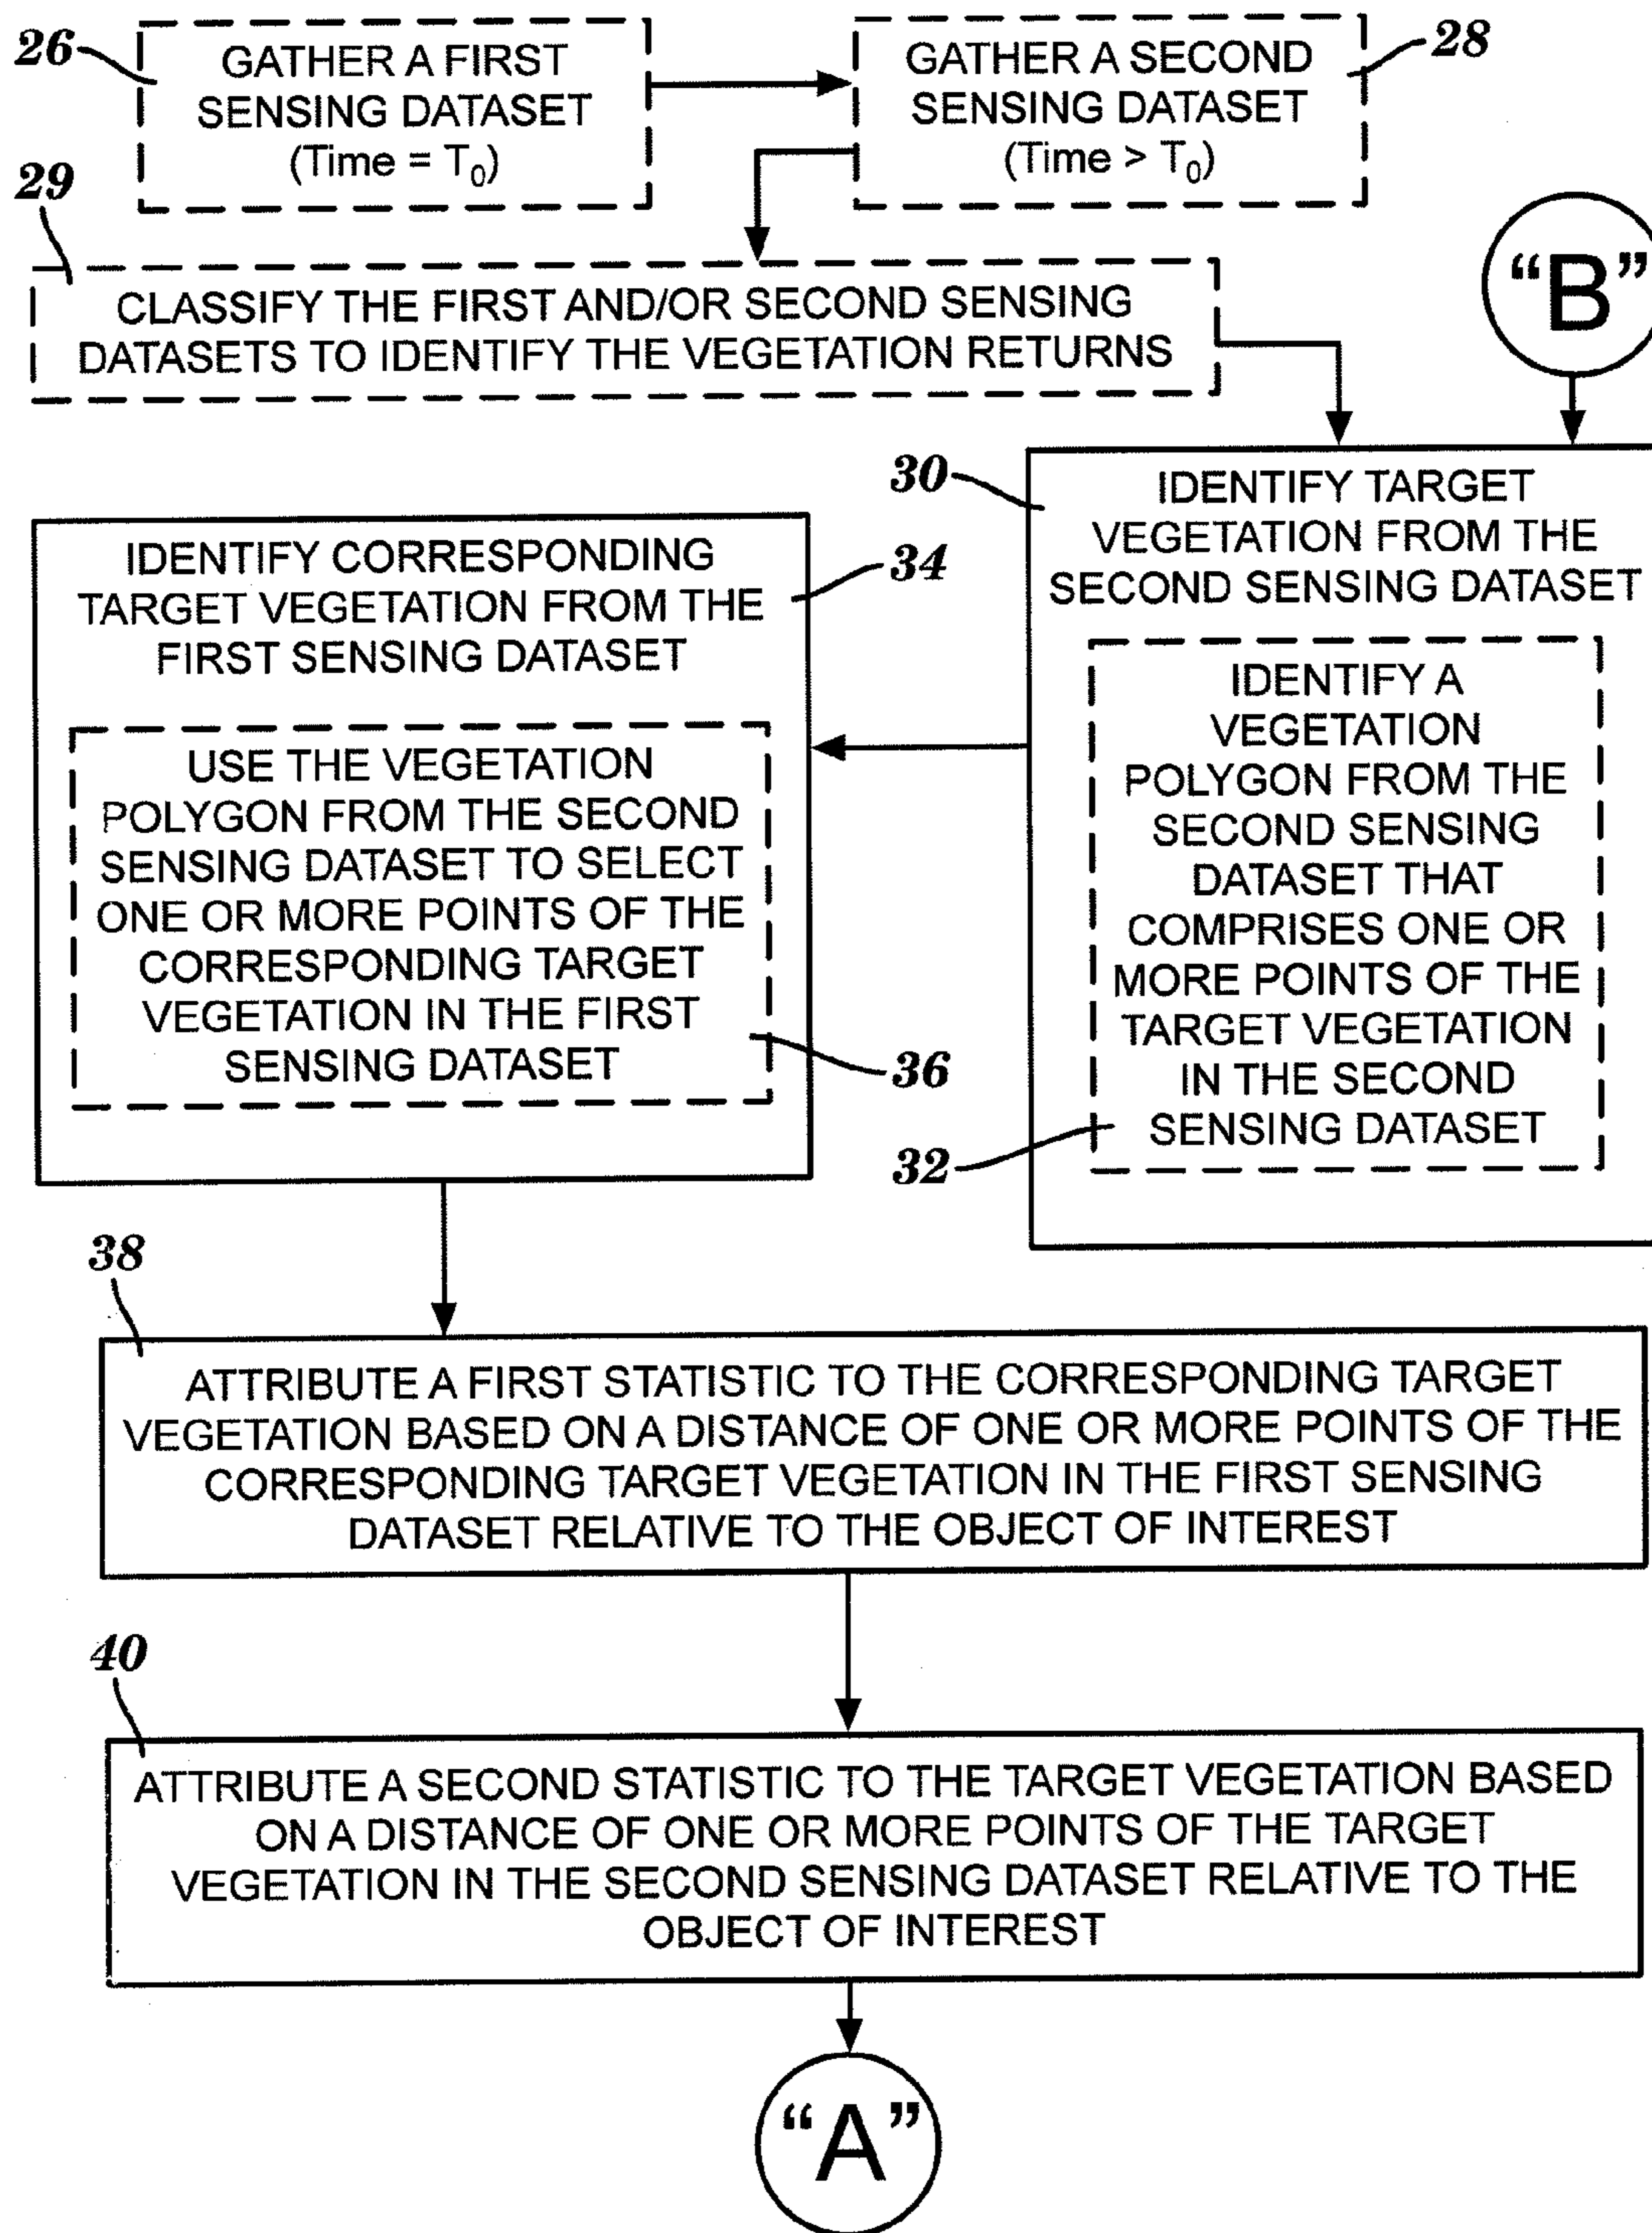 26
GATHER A FIRST
SENSING DATASET
(Time = T₀)
GATHER A SECOND
SENSING DATASET
(Time > T₀)
28
29
CLASSIFY THE FIRST AND/OR SECOND SENSING
DATASETS TO IDENTIFY THE VEGETATION RETURNS
“B”
30
IDENTIFY TARGET
VEGETATION FROM THE
SECOND SENSING DATASET
IDENTIFY A
VEGETATION
POLYGON FROM THE
SECOND SENSING
DATASET THAT
COMPRISES ONE OR
MORE POINTS OF THE
TARGET VEGETATION
IN THE SECOND
SENSING DATASET
32
IDENTIFY CORRESPONDING
TARGET VEGETATION FROM THE
FIRST SENSING DATASET
34
USE THE VEGETATION
POLYGON FROM THE SECOND
SENSING DATASET TO SELECT
ONE OR MORE POINTS OF THE
CORRESPONDING TARGET
VEGETATION IN THE FIRST
SENSING DATASET
36
38
ATTRIBUTE A FIRST STATISTIC TO THE CORRESPONDING TARGET
VEGETATION BASED ON A DISTANCE OF ONE OR MORE POINTS OF THE
CORRESPONDING TARGET VEGETATION IN THE FIRST SENSING
DATASET RELATIVE TO THE OBJECT OF INTEREST
40
ATTRIBUTE A SECOND STATISTIC TO THE TARGET VEGETATION BASED
ON A DISTANCE OF ONE OR MORE POINTS OF THE TARGET
VEGETATION IN THE SECOND SENSING DATASET RELATIVE TO THE
OBJECT OF INTEREST
“A”